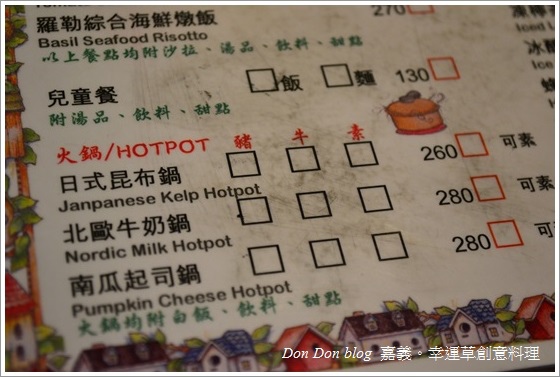 羅勒綜合海鮮燉飯 270
Basil Seafood Risotto
以上餐點均附沙拉、湯品、飲料、甜點
兒童餐 飯 麵 130
附湯品、飲料、甜點
火鍋/HOTPOT 豬 牛 素
日式昆布鍋 260 可素
Janpanese Kelp Hotpot
北歐牛奶鍋 280 可素
Nordic Milk Hotpot
南瓜起司鍋 280 可素
Pumpkin Cheese Hotpot
火鍋均附白飯、飲料、甜點
Don Don blog 嘉義。幸運草創意料理